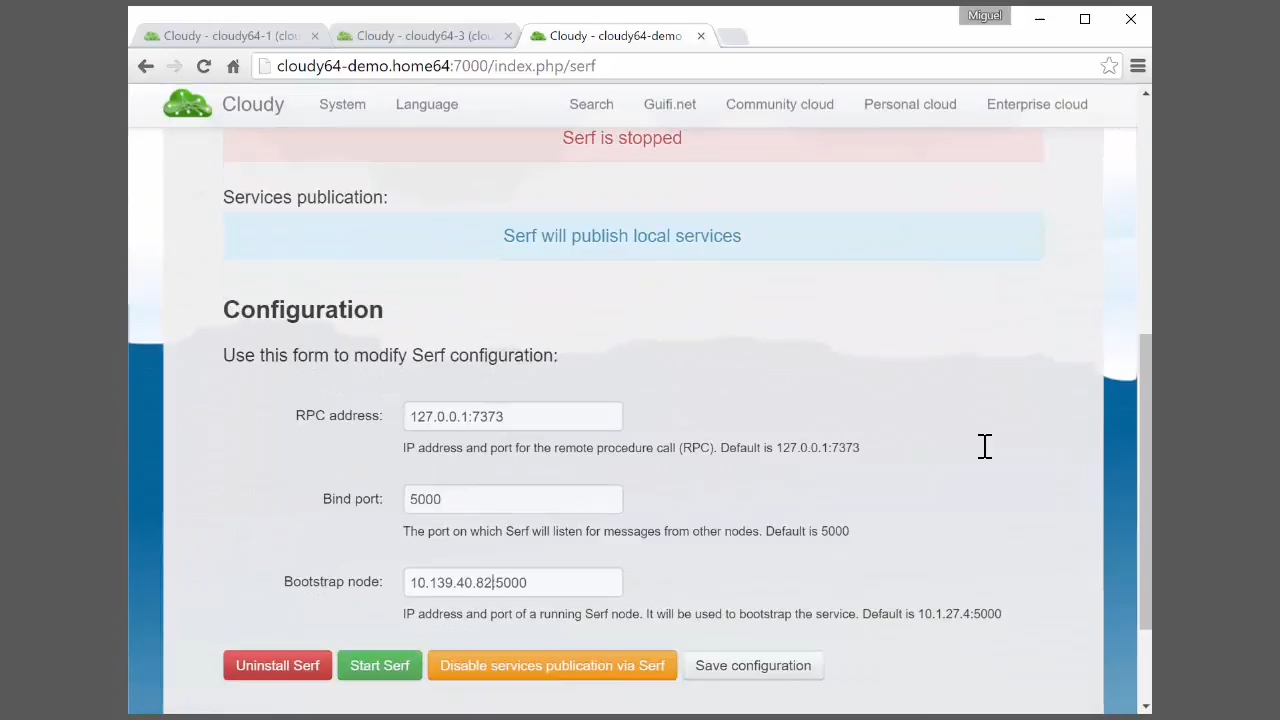 Miguel
Cloudy - cloudy64-1 (clou
Cloudy - cloudy64-3 (clou
Cloudy - cloudy64-demo
cloudy64-demo.home64:7000/index.php/serf
Cloudy System Language Search Guifi.net Community cloud Personal cloud Enterprise cloud
Serf is stopped
Services publication:
Serf will publish local services
Configuration
Use this form to modify Serf configuration:
RPC address: 127.0.0.1:7373
IP address and port for the remote procedure call (RPC). Default is 127.0.0.1:7373
Bind port: 5000
The port on which Serf will listen for messages from other nodes. Default is 5000
Bootstrap node: 10.139.40.82:5000
IP address and port of a running Serf node. It will be used to bootstrap the service. Default is 10.1.27.4:5000
Uninstall Serf Start Serf Disable services publication via Serf Save configuration